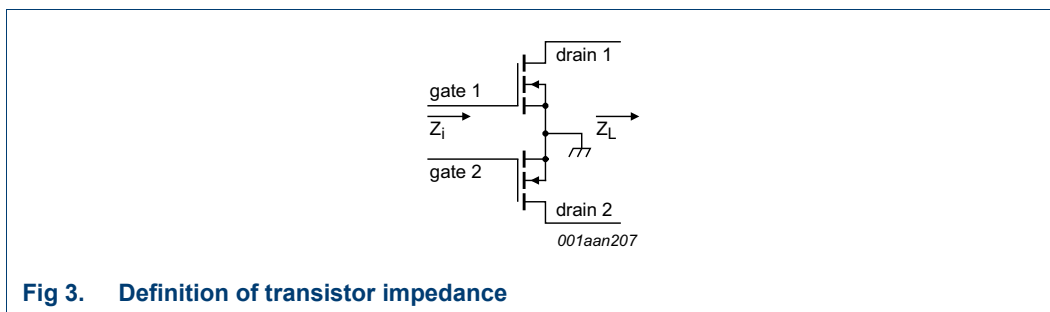 drain 1
gate 1
Zi
ZL
gate 2
drain 2
001aan207
Fig 3. Definition of transistor impedance